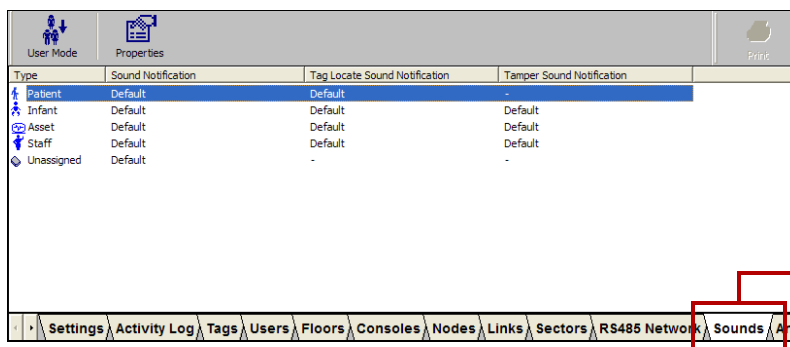 User Mode Properties Print
Type Sound Notification Tag Locate Sound Notification Tamper Sound Notification
Patient Default Default -
Infant Default Default Default
Asset Default Default Default
Staff Default Default Default
Unassigned Default - -
Settings Activity Log Tags Users Floors Consoles Nodes Links Sectors RS485 Network Sounds